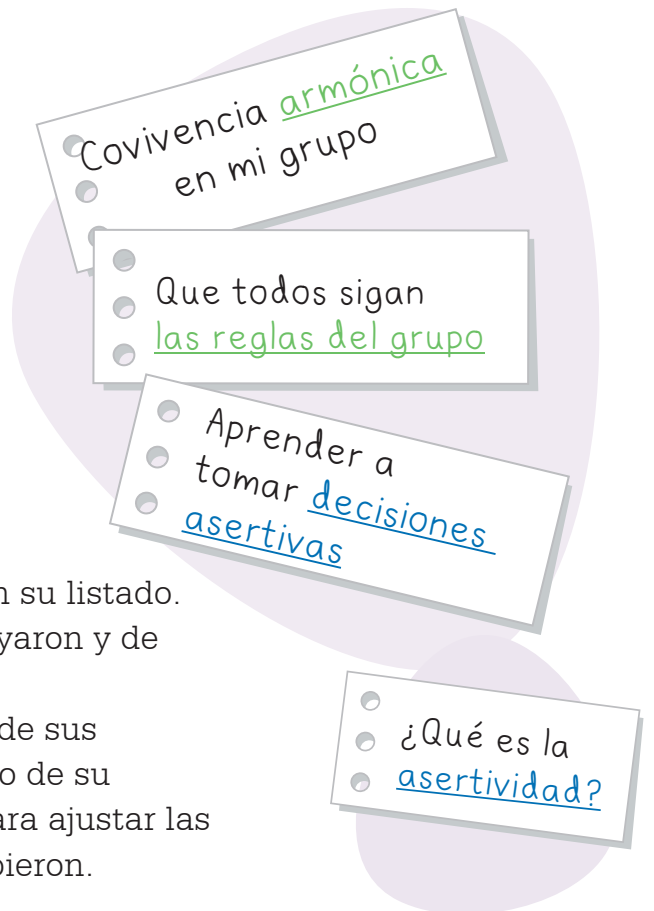 Covivencia armónica
en mi grupo
Que todos sigan
las reglas del grupo
Aprender a
tomar decisiones
asertivas
n su listado.
yaron y de
de sus
o de su
ara ajustar las
bieron.
¿Qué es la
asertividad?